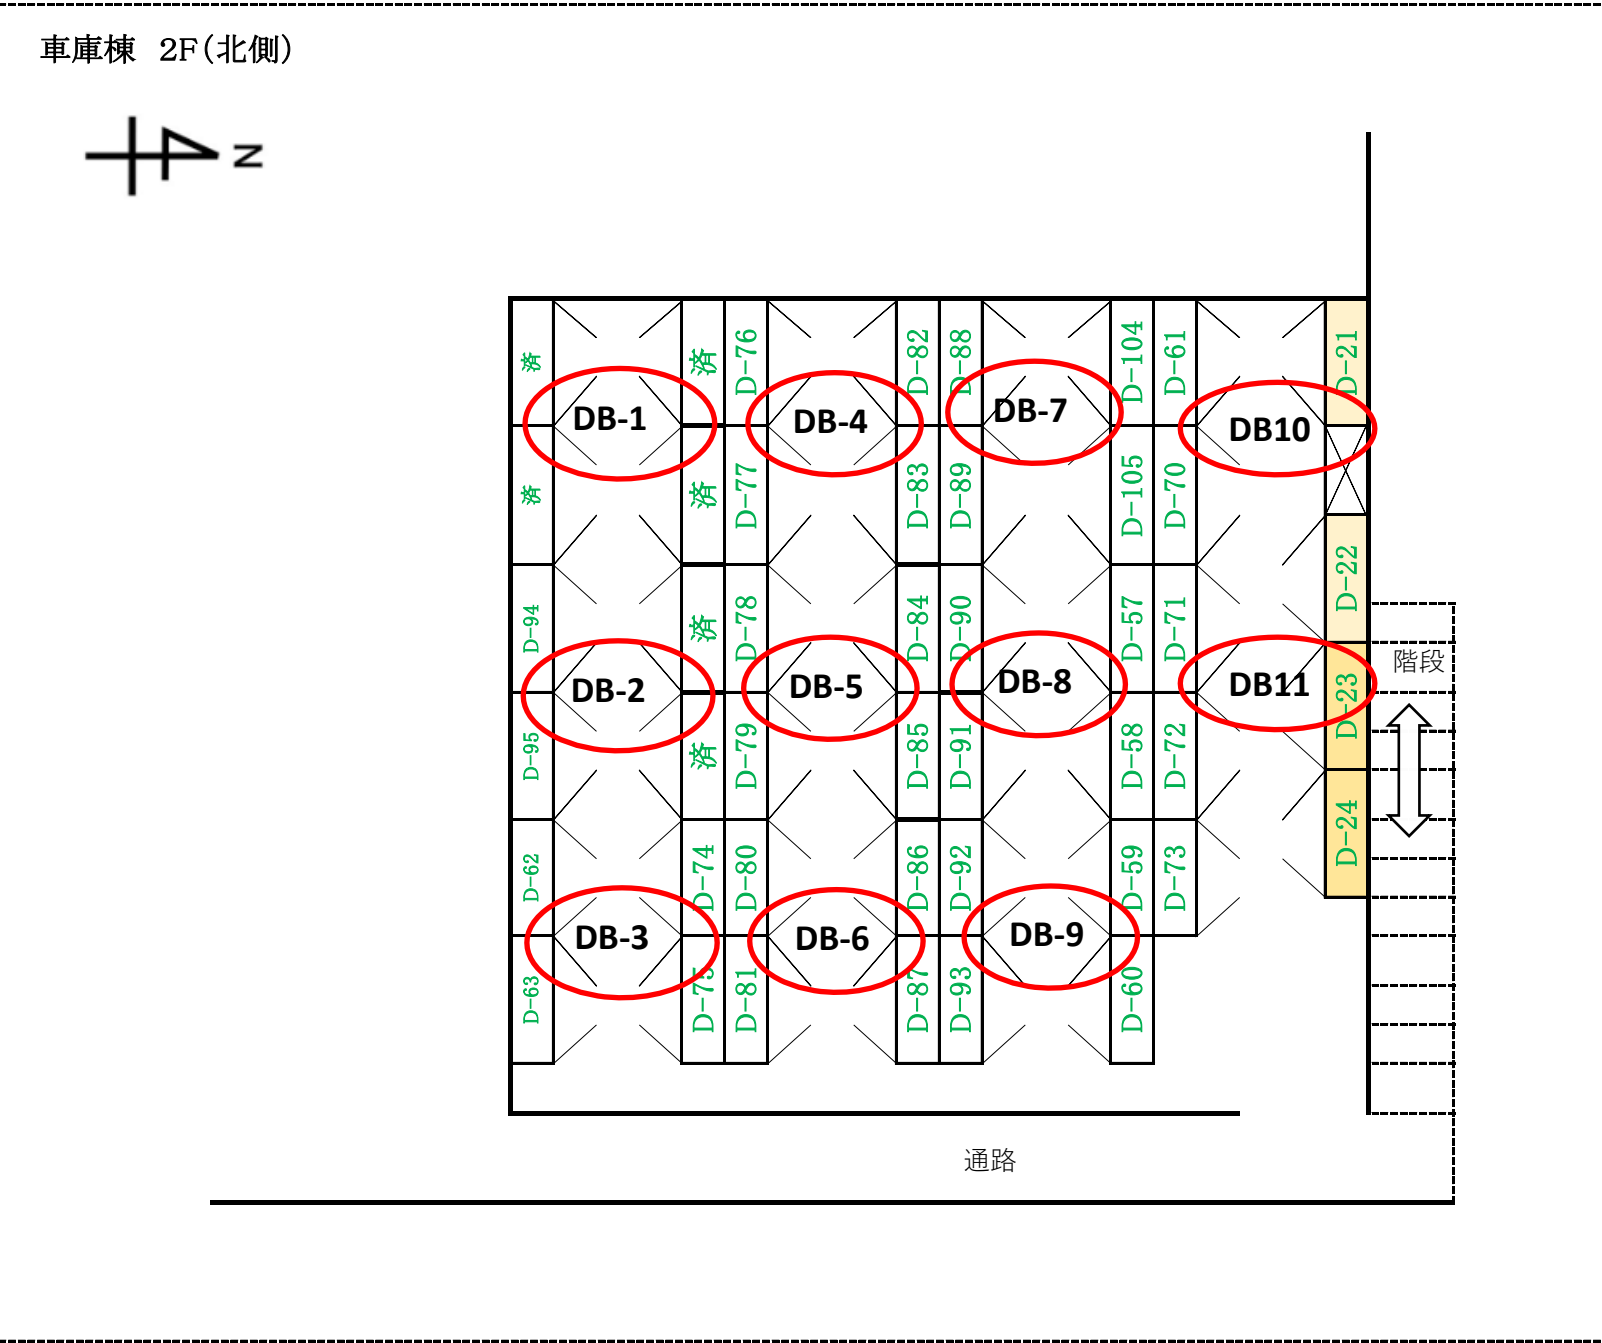 車庫棟 2F(北側)
N
済
済
D-76
D-82
D-88
D-104
D-61
D-21
DB-1
DB-4
DB-7
DB10
済
済
D-77
D-83
D-89
D-105
D-70
D-94
済
D-78
D-84
D-90
D-57
D-71
D-22
DB-2
DB-5
DB-8
DB11
階段
D-95
済
D-79
D-85
D-91
D-58
D-72
D-23
D-62
D-74
D-80
D-86
D-92
D-59
D-73
D-24
DB-3
DB-6
DB-9
D-63
D-75
D-81
D-87
D-93
D-60
通路